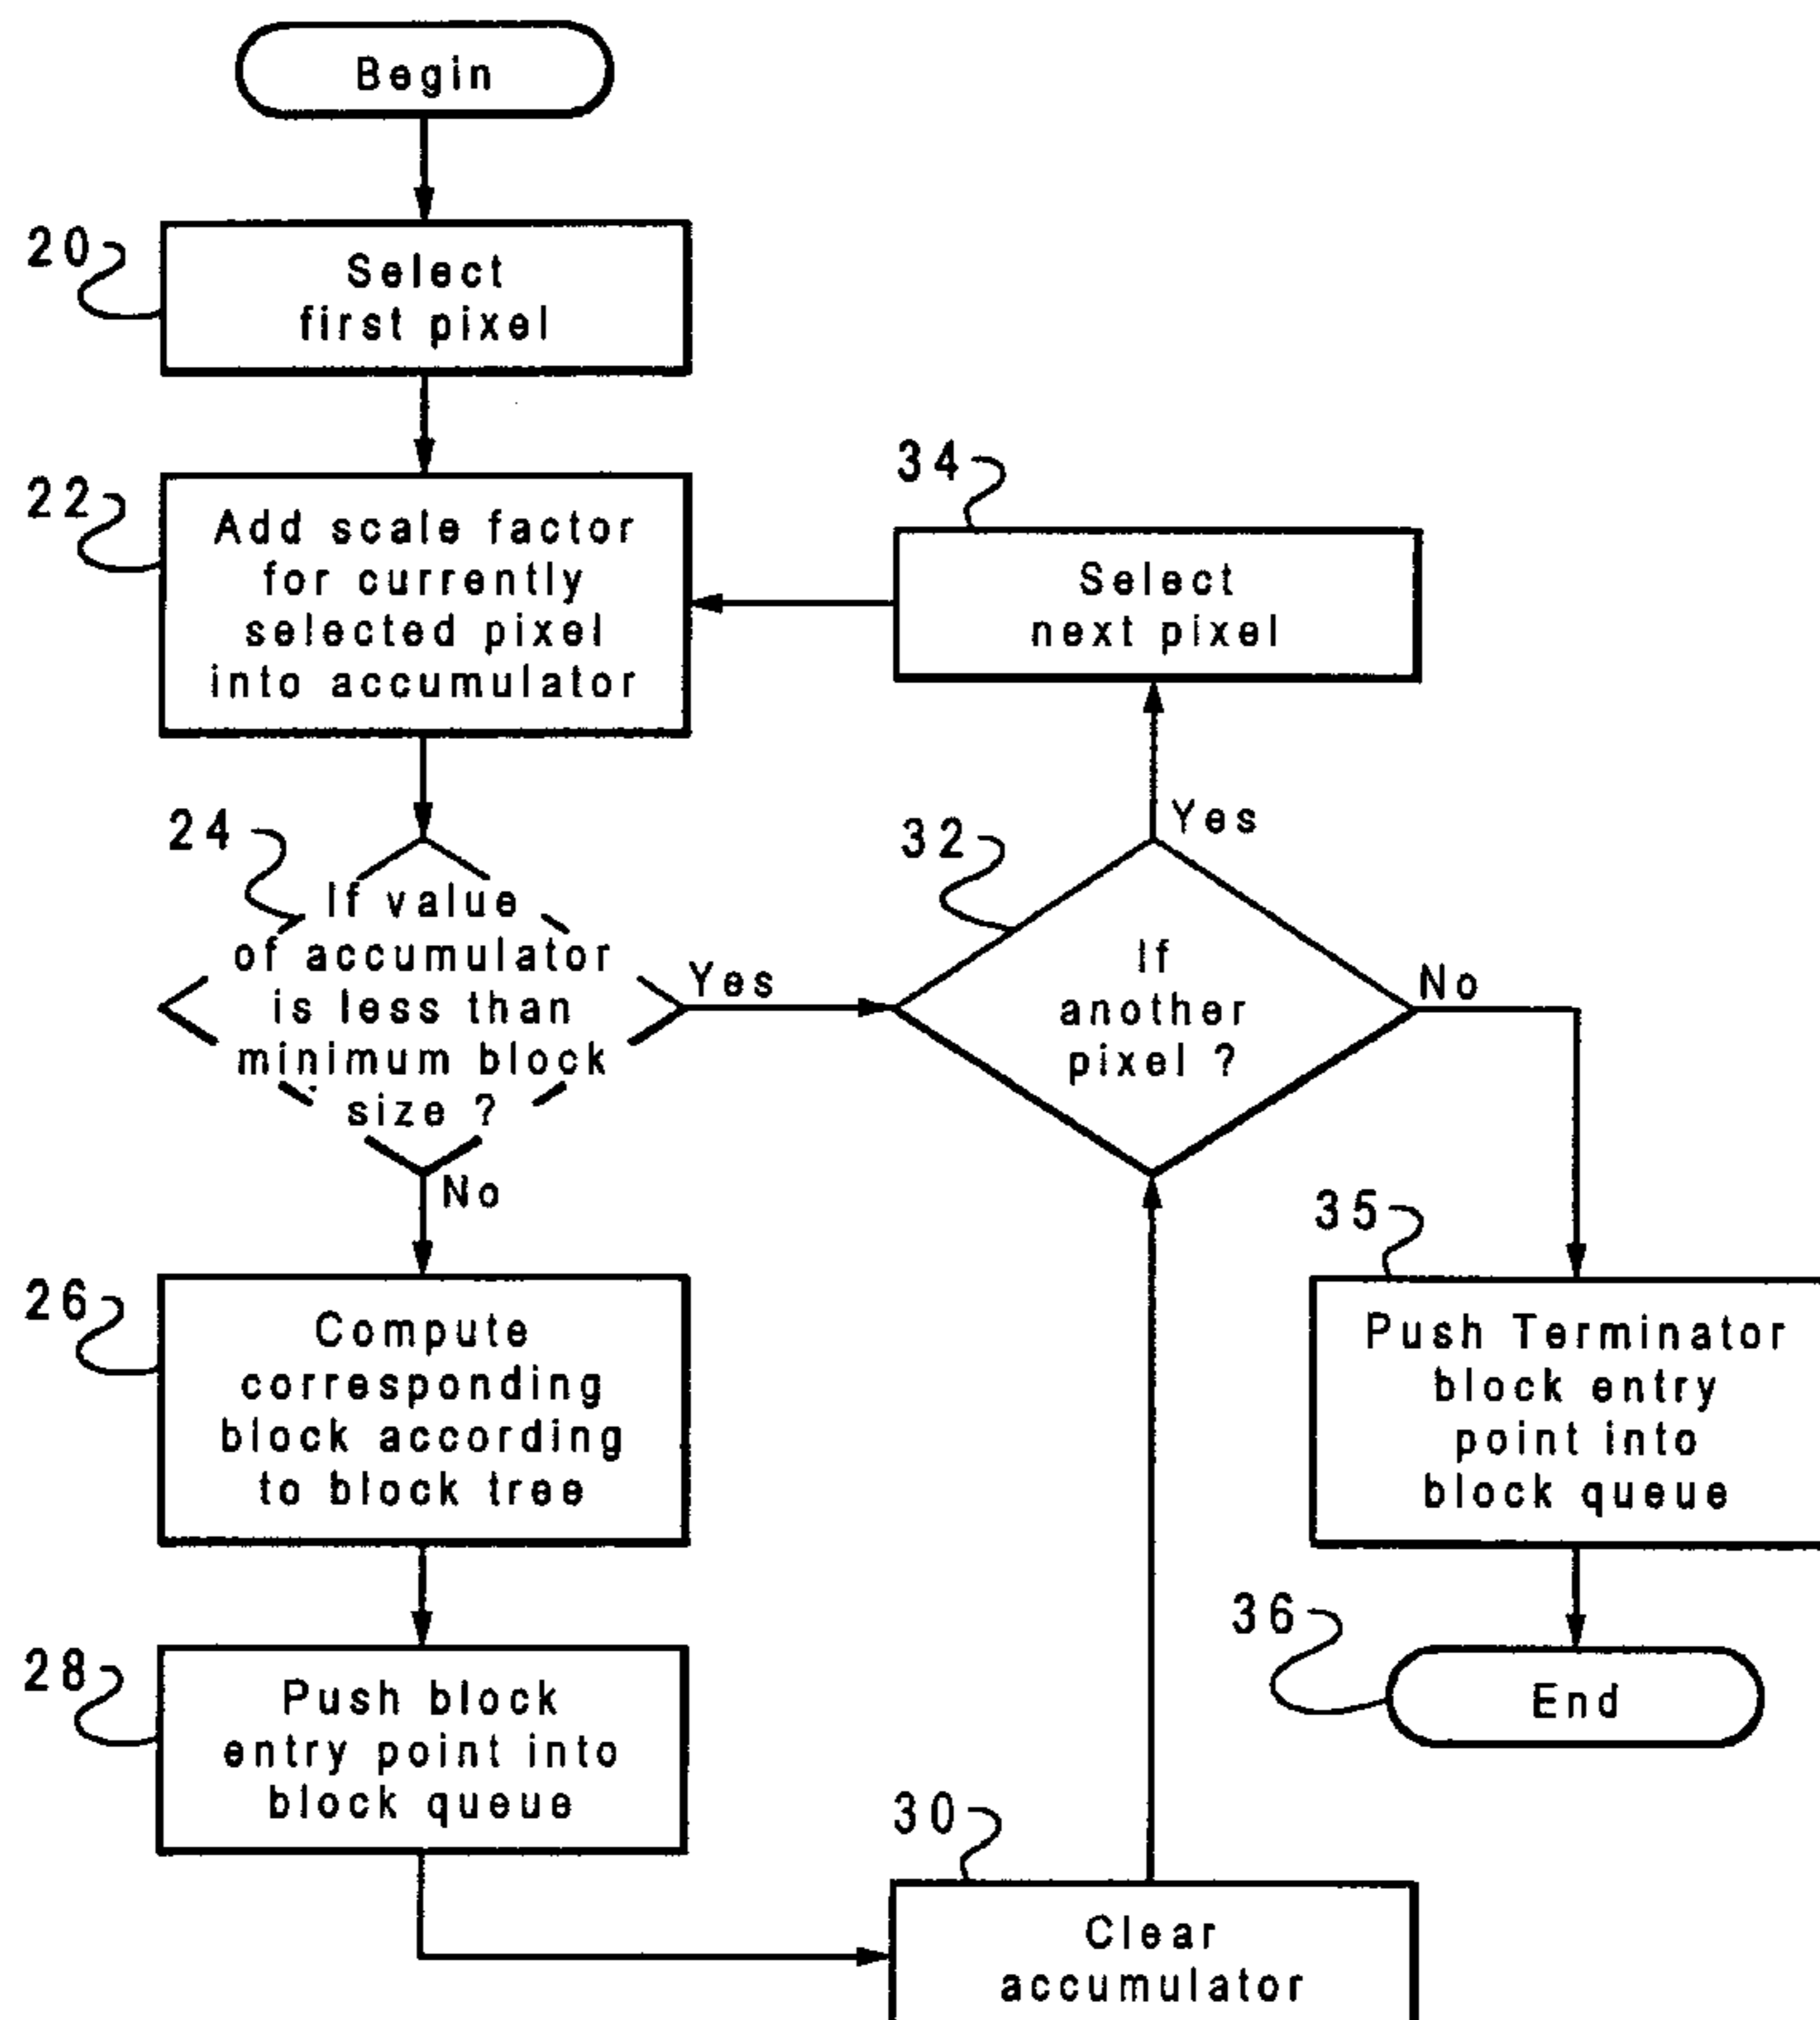 Begin
20
Select
first pixel
22
Add scale factor
for currently
selected pixel
into accumulator
34
Select
next pixel
24
If value
of accumulator
is less than
minimum block
size ?
Yes
No
32
If
another
pixel ?
Yes
No
26
Compute
corresponding
block according
to block tree
35
Push Terminator
block entry
point into
block queue
28
Push block
entry point into
block queue
36
End
30
Clear
accumulator